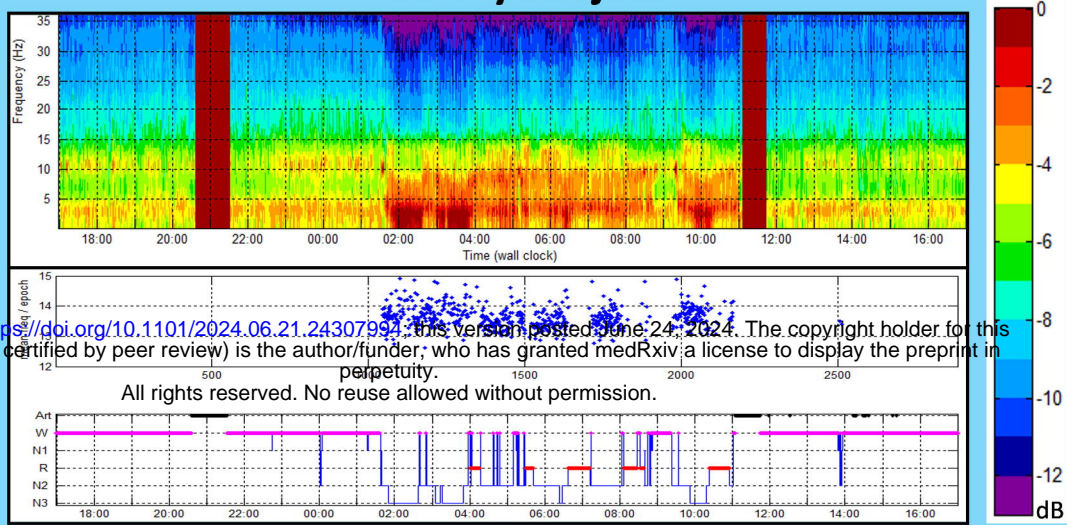 35
30
25
20
15
10
5
Frequency (Hz)
18:00 20:00 22:00 00:00 02:00 04:00 06:00 08:00 10:00 12:00 14:00 16:00
Time (wall clock)
0
-2
-4
-6
-8
-10
-12
dB
15
14
12
/ epoch
500 1500 2000 2500
ps://doi.org/10.1101/2024.06.21.24307994; this version posted June 24, 2024. The copyright holder for this
certified by peer review) is the author/funder, who has granted medRxiv a license to display the preprint in
perpetuity.
All rights reserved. No reuse allowed without permission.
Art
W
N1
R
N2
N3
18:00 20:00 22:00 00:00 02:00 04:00 06:00 08:00 10:00 12:00 14:00 16:00